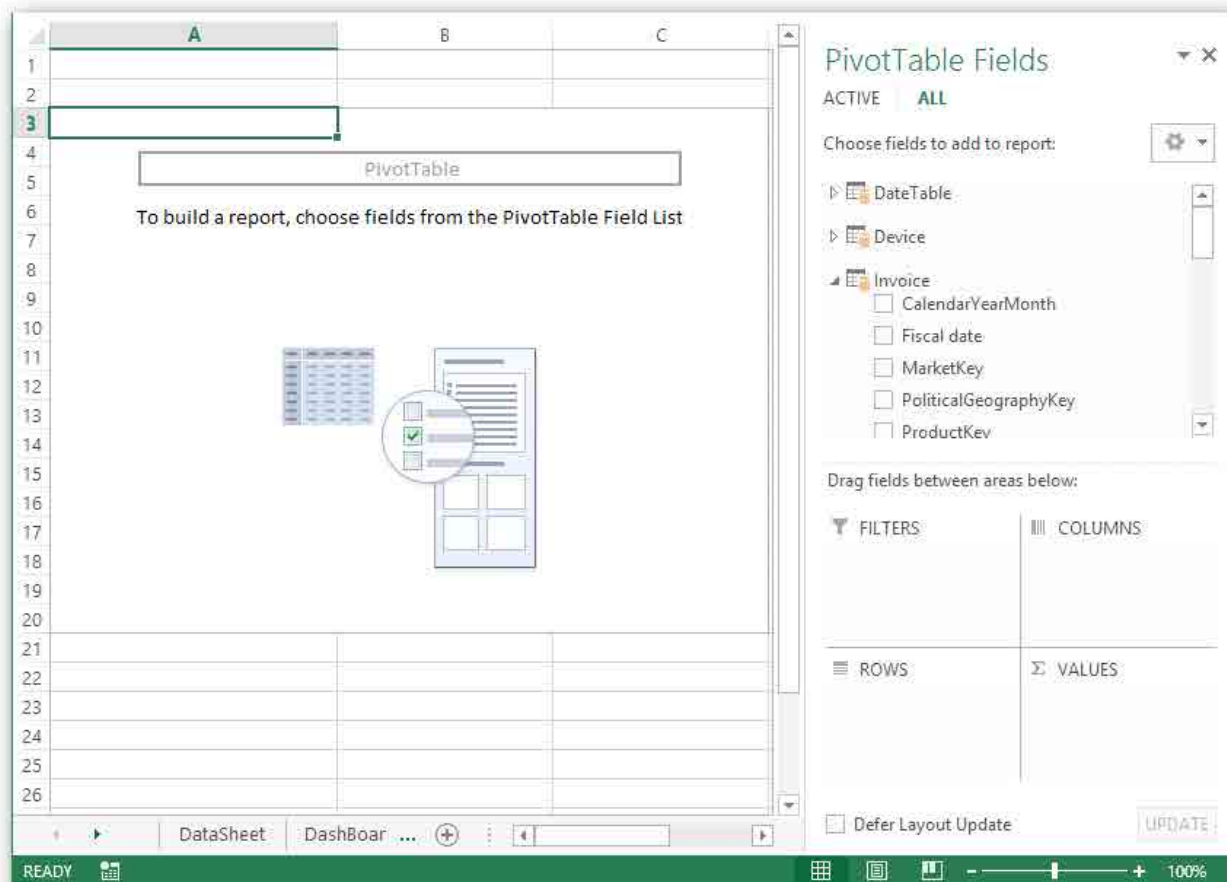 A B C
1
2
3
4
5
6
7
8
9
10
11
12
13
14
15
16
17
18
19
20
21
22
23
24
25
26
PivotTable
To build a report, choose fields from the PivotTable Field List
DataSheet DashBoar ...
READY
100%
PivotTable Fields
ACTIVE ALL
Choose fields to add to report:
DateTable
Device
Invoice
CalendarYearMonth
Fiscal date
MarketKey
PoliticalGeographyKey
ProductKey
Drag fields between areas below:
FILTERS
COLUMNS
ROWS
Σ VALUES
Defer Layout Update
UPDATE